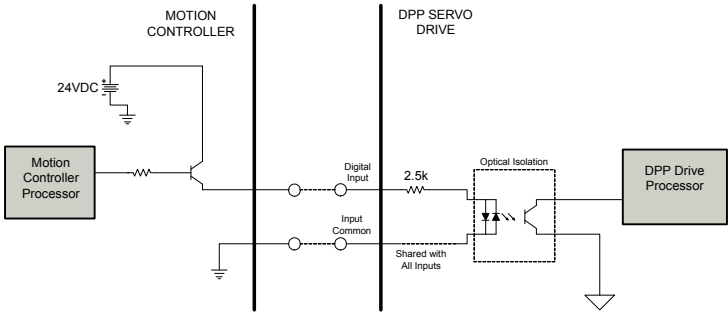 MOTION
CONTROLLER
DPP SERVO
DRIVE
24VDC
+
-
Motion
Controller
Processor
Digital
Input
2.5k
Optical Isolation
DPP Drive
Processor
Input
Common
Shared with
All Inputs